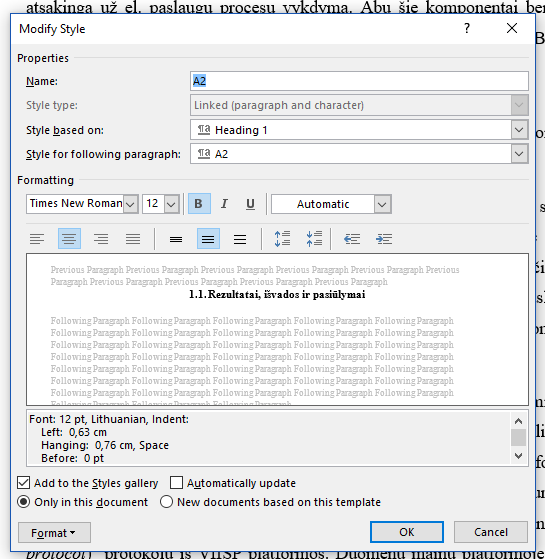 atsakinga už el. paslaugų procesų vykdymą. Abu šie komponentai ber
Modify Style ? ×
Properties
Name: A2
Style type: Linked (paragraph and character)
Style based on: ¶a Heading 1
Style for following paragraph: ¶a A2
Formatting
Times New Roman 12 B I U Automatic
Previous Paragraph Previous Paragraph Previous Paragraph Previous Paragraph Previous Paragraph Previous
Paragraph Previous Paragraph Previous Paragraph Previous Paragraph Previous Paragraph
1.1. Rezultatai, išvados ir pasiūlymai
Following Paragraph Following Paragraph Following Paragraph Following Paragraph Following Paragraph
Following Paragraph Following Paragraph Following Paragraph Following Paragraph Following Paragraph
Following Paragraph Following Paragraph Following Paragraph Following Paragraph Following Paragraph
Following Paragraph Following Paragraph Following Paragraph Following Paragraph Following Paragraph
Following Paragraph Following Paragraph Following Paragraph Following Paragraph Following Paragraph
Following Paragraph Following Paragraph Following Paragraph Following Paragraph Following Paragraph
Following Paragraph Following Paragraph Following Paragraph Following Paragraph Following Paragraph
Font: 12 pt, Lithuanian, Indent:
Left: 0,63 cm
Hanging: 0,76 cm, Space
Before: 0 pt
Add to the Styles gallery Automatically update
Only in this document New documents based on this template
Format OK Cancel
protocol) protokolu iš VIISP platformos. Duomenų mainų platformoje